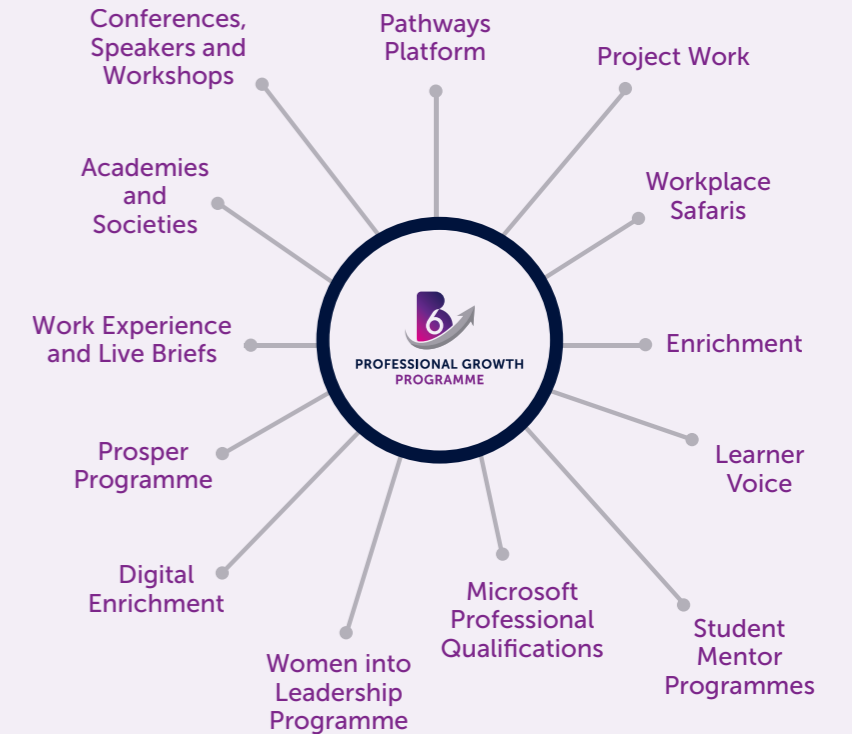 Conferences,
Speakers and
Workshops
Pathways
Platform
Project Work
Academies
and
Societies
Workplace
Safaris
B6
PROFESSIONAL GROWTH
PROGRAMME
Work Experience
and Live Briefs
Enrichment
Prosper
Programme
Learner
Voice
Digital
Enrichment
Microsoft
Professional
Qualifications
Student
Mentor
Programmes
Women into
Leadership
Programme